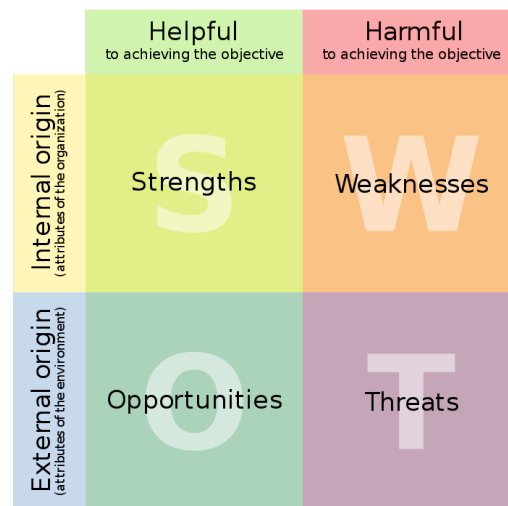 Helpful
to achieving the objective
Harmful
to achieving the objective
Internal origin
(attributes of the organization)
S
Strengths
W
Weaknesses
External origin
(attributes of the environment)
O
Opportunities
T
Threats